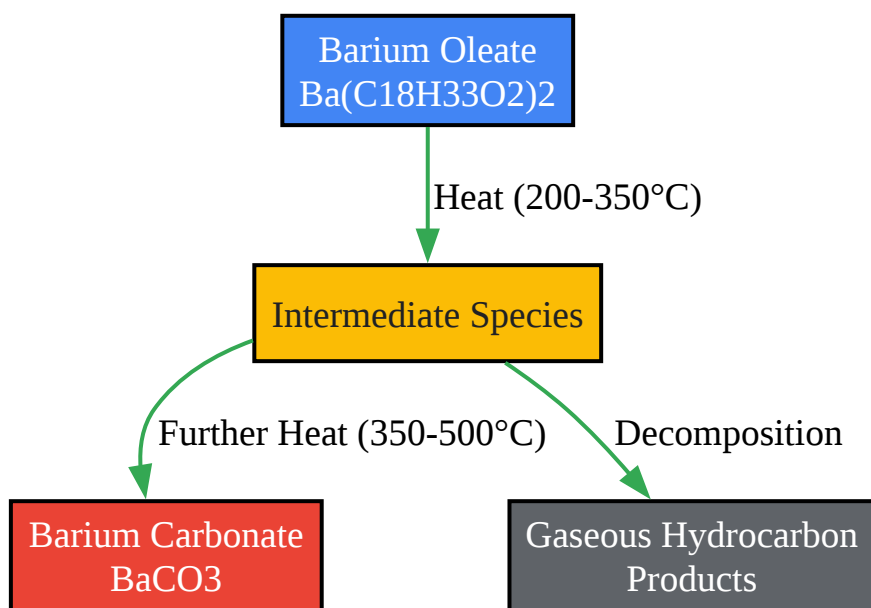 Barium Oleate
Ba(C18H33O2)2
Heat (200-350°C)
Intermediate Species
Further Heat (350-500°C)
Decomposition
Barium Carbonate
BaCO3
Gaseous Hydrocarbon
Products